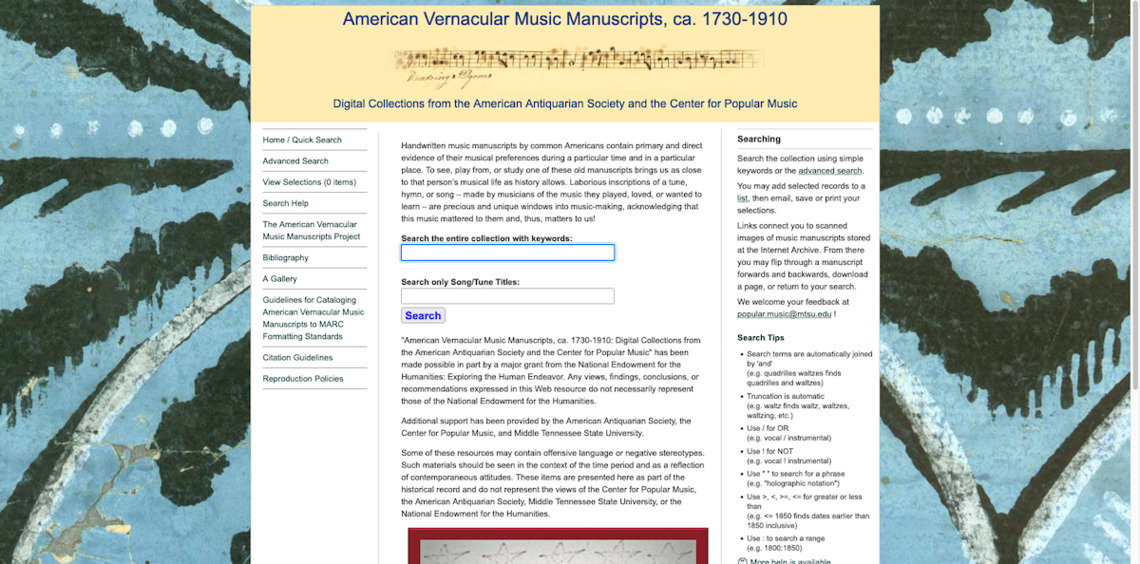 American Vernacular Music Manuscripts, ca. 1730-1910
Digital Collections from the American Antiquarian Society and the Center for Popular Music
Home / Quick Search
Advanced Search
View Selections (0 items)
Search Help
The American Vernacular
Music Manuscripts Project
Bibliography
A Gallery
Guidelines for Cataloging
American Vernacular Music
Manuscripts to MARC
Formatting Standards
Citation Guidelines
Reproduction Policies
Handwritten music manuscripts by common Americans contain primary and direct
evidence of their musical preferences during a particular time and in a particular
place. To see, play from, or study one of these old manuscripts brings us as close
to that person's musical life as history allows. Laborious inscriptions of a tune,
hymn, or song – made by musicians of the music they played, loved, or wanted to
learn – are precious and unique windows into music-making, acknowledging that
this music mattered to them and, thus, matters to us!
Search the entire collection with keywords:
Search only Song/Tune Titles:
Search
"American Vernacular Music Manuscripts, ca. 1730-1910: Digital Collections from
the American Antiquarian Society and the Center for Popular Music" has been
made possible in part by a major grant from the National Endowment for the
Humanities: Exploring the Human Endeavor. Any views, findings, conclusions, or
recommendations expressed in this Web resource do not necessarily represent
those of the National Endowment for the Humanities.
Additional support has been provided by the American Antiquarian Society, the
Center for Popular Music, and Middle Tennessee State University.
Some of these resources may contain offensive language or negative stereotypes.
Such materials should be seen in the context of the time period and as a reflection
of contemporaneous attitudes. These items are presented here as part of the
historical record and do not represent the views of the Center for Popular Music,
the American Antiquarian Society, Middle Tennessee State University, or the
National Endowment for the Humanities.
Searching
Search the collection using simple
keywords or the advanced search.
You may add selected records to a
list, then email, save or print your
selections.
Links connect you to scanned
images of music manuscripts stored
at the Internet Archive. From there
you may flip through a manuscript
forwards and backwards, download
a page, or return to your search.
We welcome your feedback at
popular.music@mtsu.edu !
Search Tips
• Search terms are automatically joined
by 'and'
(e.g. quadrilles waltzes finds
quadrilles and waltzes)
• Truncation is automatic
(e.g. waltz finds waltz, waltzes,
waltzing, etc.)
• Use / for OR
(e.g. vocal / instrumental)
• Use ! for NOT
(e.g. vocal ! instrumental)
• Use " " to search for a phrase
(e.g. "holographic notation")
• Use >, <, >=, <= for greater or less
than
(e.g. <= 1850 finds dates earlier than
1850 inclusive)
• Use : to search a range
(e.g. 1800:1850)
More help is available